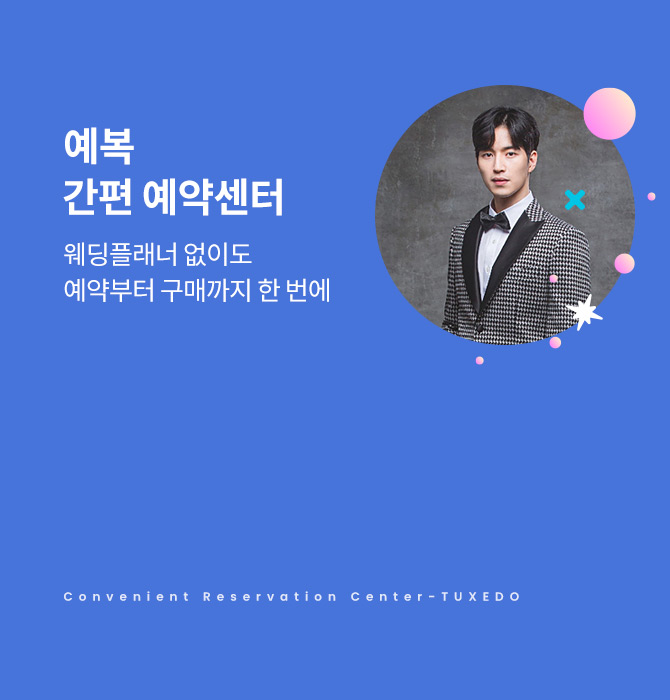 예복
간편 예약센터
웨딩플래너 없이도
예약부터 구매까지 한 번에
Convenient Reservation Center-TUXEDO